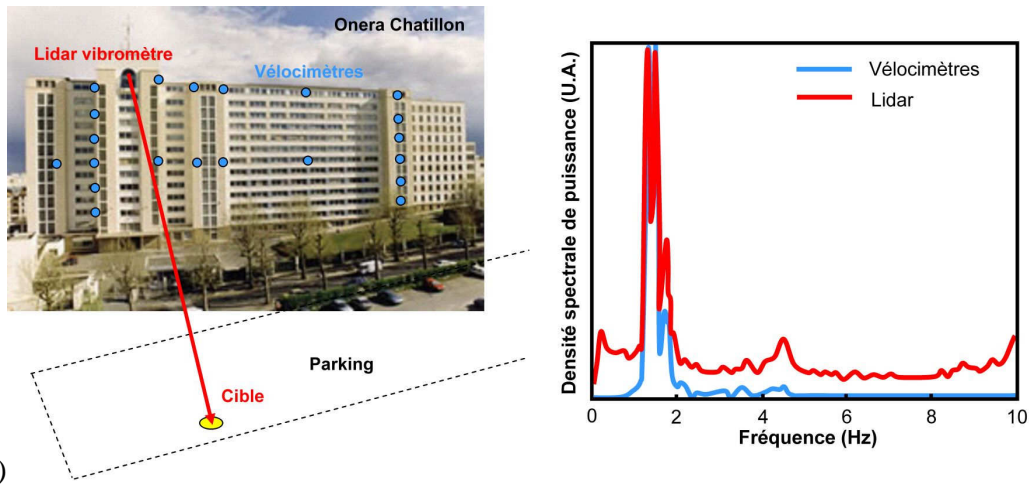 Onera Chatillon
Lidar vibromètre
Vélocimètres
Parking
Cible
)
Densité spectrale de puissance (U.A.)
Vélocimètres
Lidar
0 2 4 6 8 10
Fréquence (Hz)